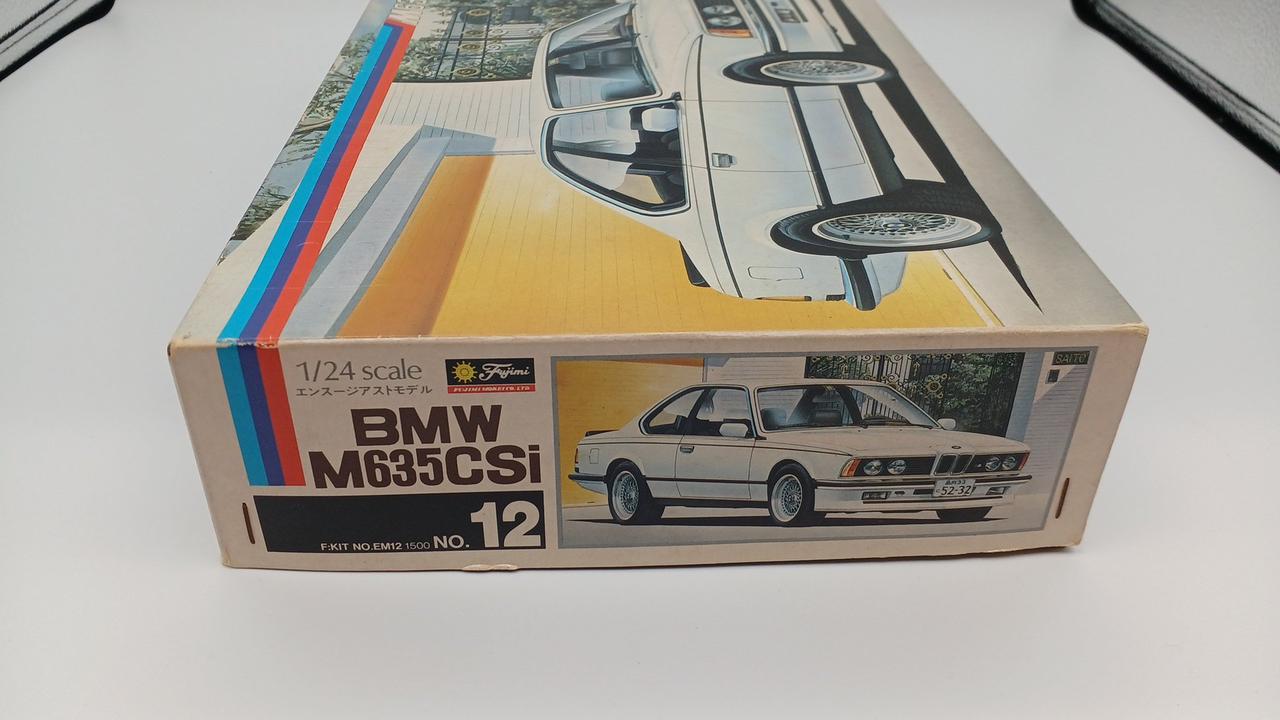 1/24 scale
エンスージアストモデル
Fujimi
FUJIMI MOKEI CO. LTD
BMW
M635CSi
F:KIT NO.EM12 1500 NO. 12
SAITO
52-32